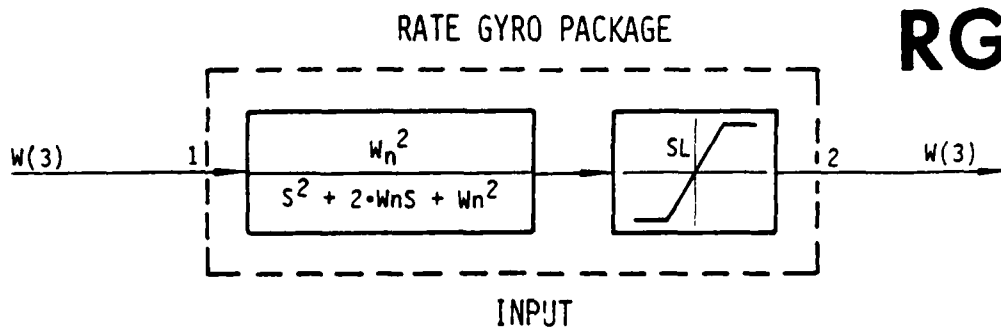 RATE GYRO PACKAGE
RG
W(3)
1
Wn²
S² + 2•WnS + Wn²
SL
2
W(3)
INPUT